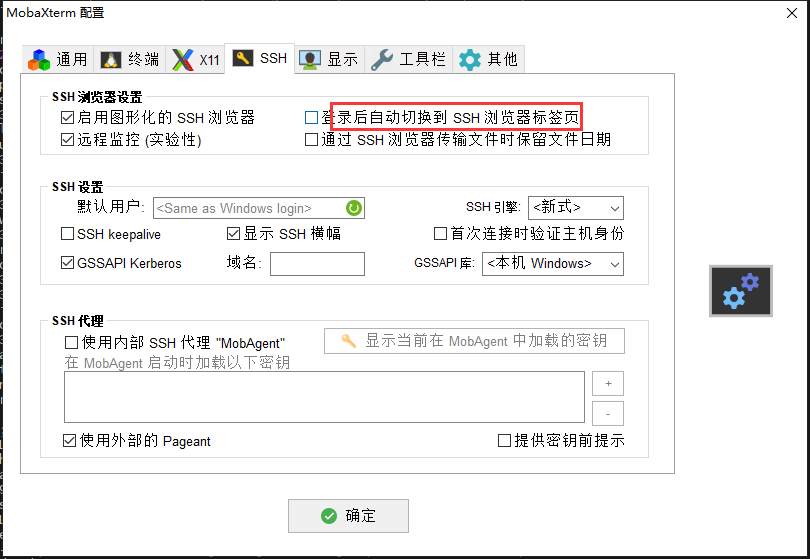 MobaXterm 配置
通用 终端 X11 SSH 显示 工具栏 其他
SSH 浏览器设置
启用图形化的 SSH 浏览器 登录后自动切换到 SSH 浏览器标签页
远程监控 (实验性) 通过 SSH 浏览器传输文件时保留文件日期
SSH 设置
默认用户: <Same as Windows login> SSH 引擎: <新式>
SSH keepalive 显示 SSH 横幅 首次连接时验证主机身份
GSSAPI Kerberos 域名: GSSAPI 库: <本机 Windows>
SSH 代理
使用内部 SSH 代理 "MobAgent" 显示当前在 MobAgent 中加载的密钥
在 MobAgent 启动时加载以下密钥
+
-
使用外部的 Pageant 提供密钥前提示
确定